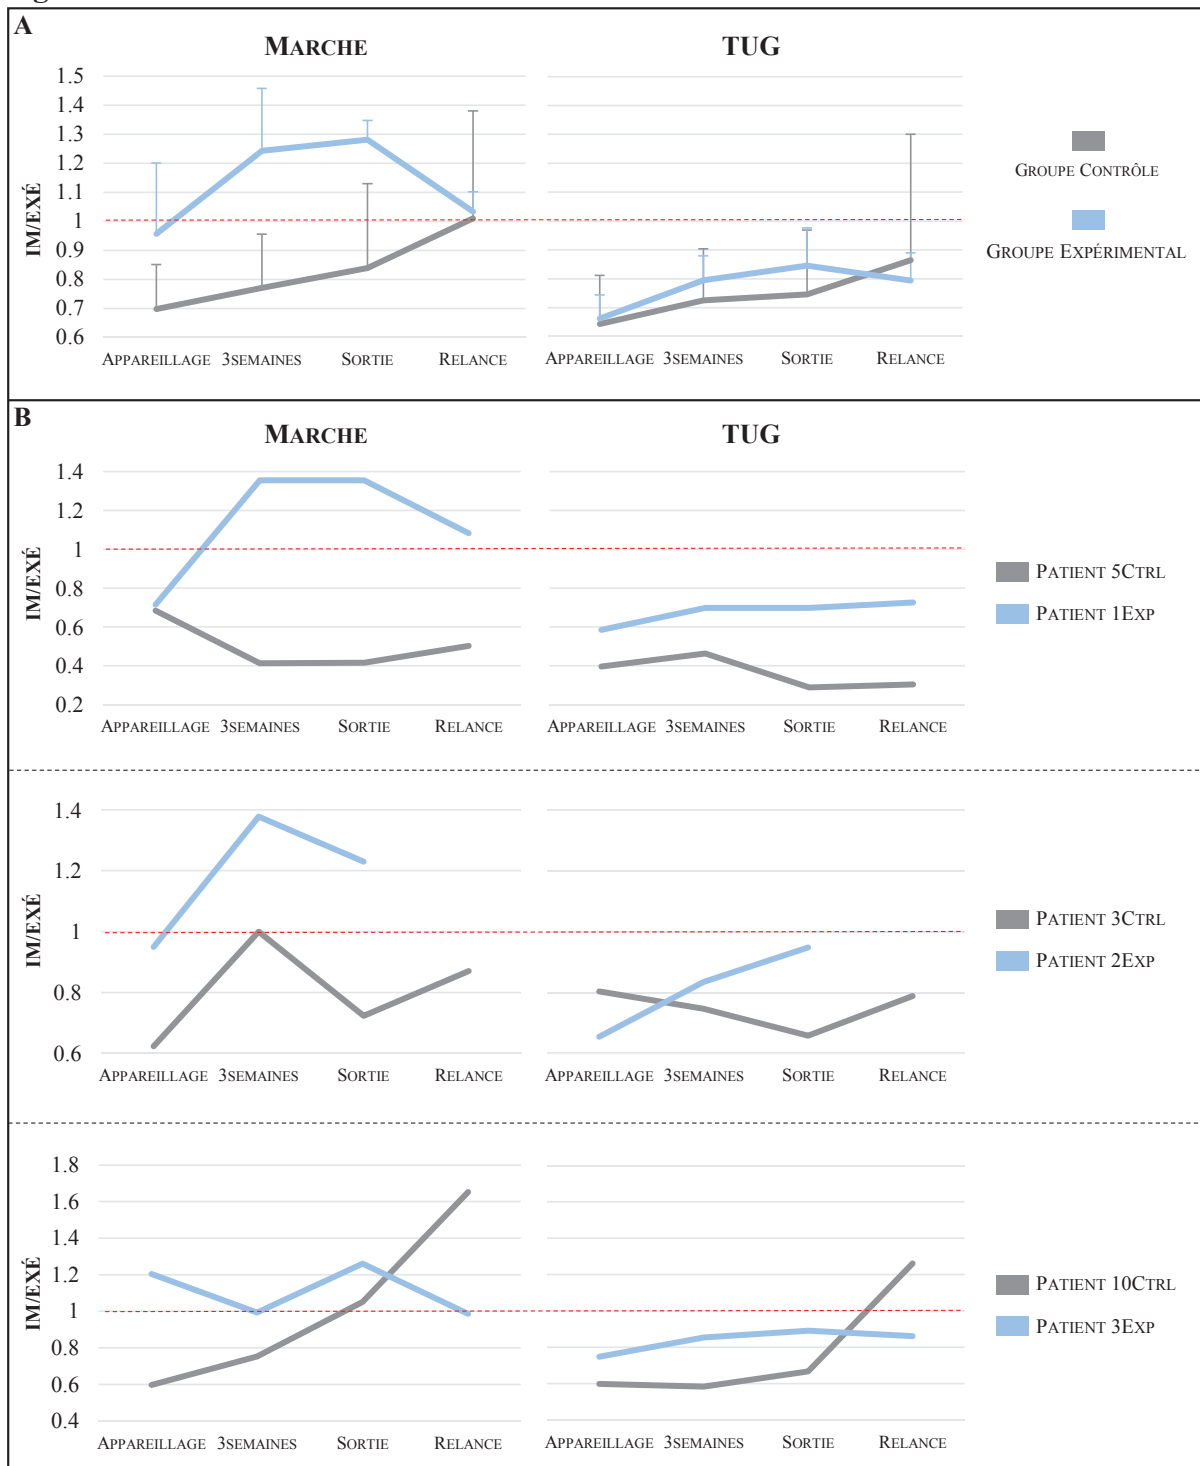 A
MARCHE
TUG
1.5
1.4
1.3
1.2
1.1
1
0.9
0.8
0.7
0.6
IM/EXÉ
APPAREILLAGE 3SEMAINES SORTIE RELANCE
APPAREILLAGE 3SEMAINES SORTIE RELANCE
GROUPE CONTRÔLE
GROUPE EXPÉRIMENTAL
B
MARCHE
TUG
1.4
1.2
1
0.8
0.6
0.4
0.2
IM/EXÉ
APPAREILLAGE 3SEMAINES SORTIE RELANCE
APPAREILLAGE 3SEMAINES SORTIE RELANCE
PATIENT 5CTRL
PATIENT 1EXP
1.4
1.2
1
0.8
0.6
IM/EXÉ
APPAREILLAGE 3SEMAINES SORTIE RELANCE
APPAREILLAGE 3SEMAINES SORTIE RELANCE
PATIENT 3CTRL
PATIENT 2EXP
1.8
1.6
1.4
1.2
1
0.8
0.6
0.4
IM/EXÉ
APPAREILLAGE 3SEMAINES SORTIE RELANCE
APPAREILLAGE 3SEMAINES SORTIE RELANCE
PATIENT 10CTRL
PATIENT 3EXP